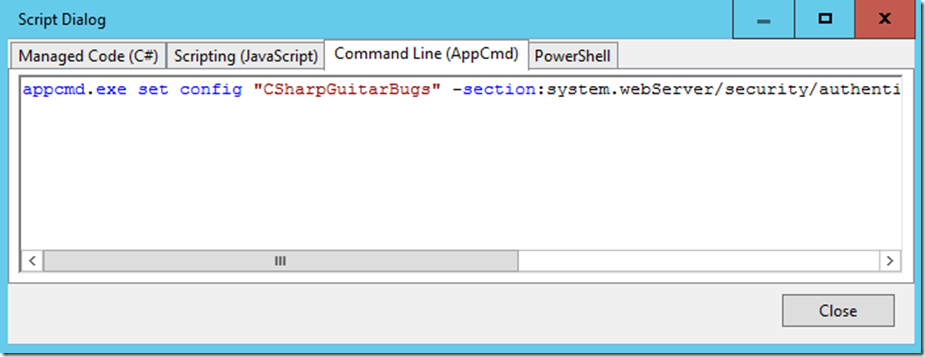 Script Dialog
Managed Code (C#) Scripting (JavaScript) Command Line (AppCmd) PowerShell
appcmd.exe set config "CSharpGuitarBugs" -section:system.webServer/security/authenti
Close